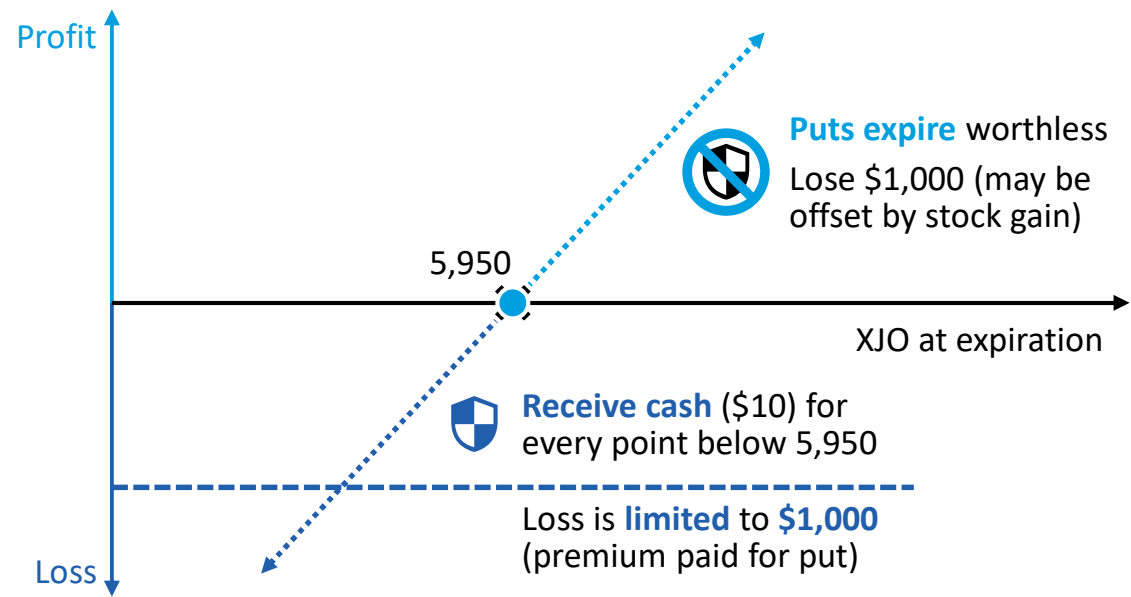 Profit
Puts expire worthless
Lose $1,000 (may be
offset by stock gain)
5,950
XJO at expiration
Receive cash ($10) for
every point below 5,950
Loss is limited to $1,000
(premium paid for put)
Loss